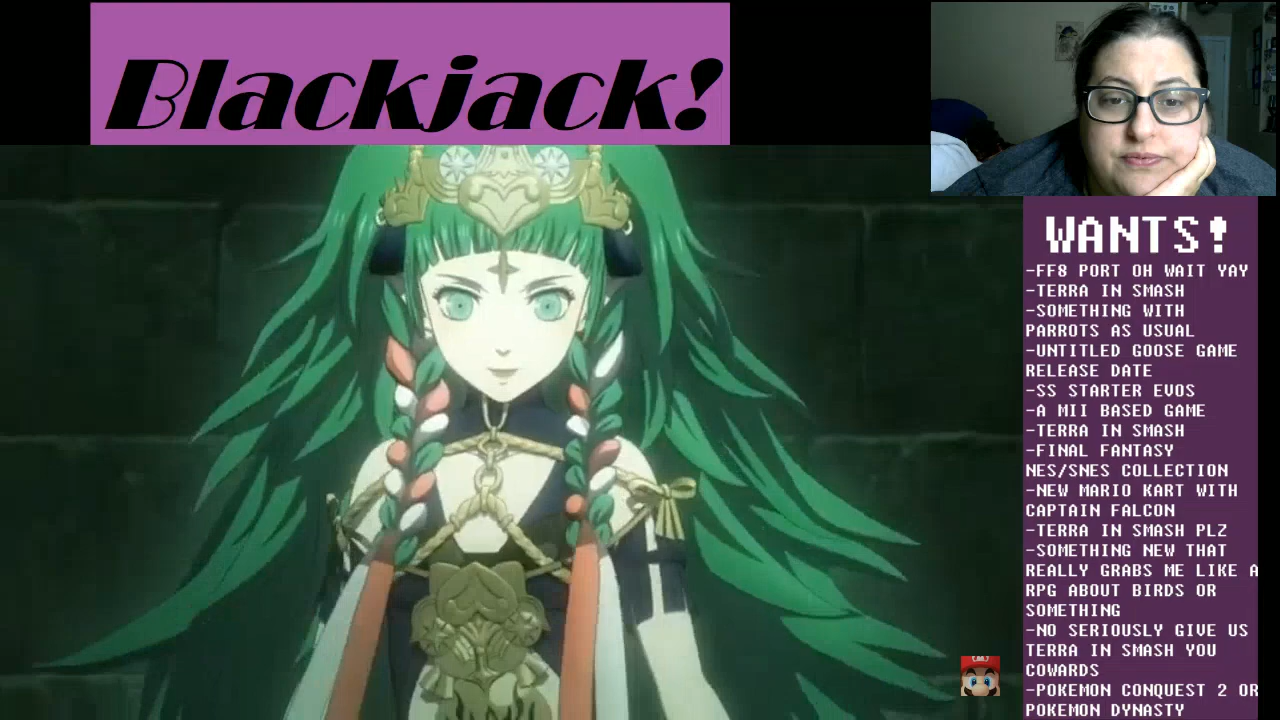 Blackjack!
WANTS!
-FF8 PORT OH WAIT YAY
-TERRA IN SMASH
-SOMETHING WITH
PARROTS AS USUAL
-UNTITLED GOOSE GAME
RELEASE DATE
-SS STARTER EVOS
-A MII BASED GAME
-TERRA IN SMASH
-FINAL FANTASY
NES/SNES COLLECTION
-NEW MARIO KART WITH
CAPTAIN FALCON
-TERRA IN SMASH PLZ
-SOMETHING NEW THAT
REALLY GRABS ME LIKE A
RPG ABOUT BIRDS OR
SOMETHING
-NO SERIOUSLY GIVE US
TERRA IN SMASH YOU
COWARDS
-POKEMON CONQUEST 2 OR
POKEMON DYNASTY